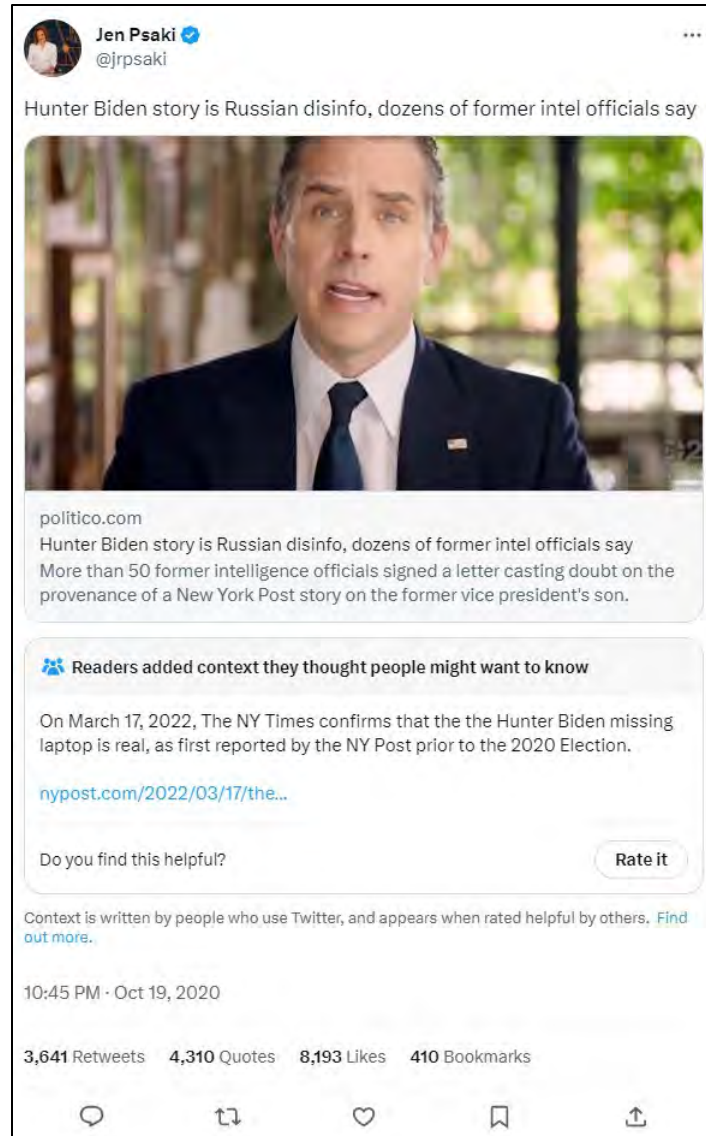 Jen Psaki
@jrpsaki
Hunter Biden story is Russian disinfo, dozens of former intel officials say
politico.com
Hunter Biden story is Russian disinfo, dozens of former intel officials say
More than 50 former intelligence officials signed a letter casting doubt on the
provenance of a New York Post story on the former vice president's son.
Readers added context they thought people might want to know
On March 17, 2022, The NY Times confirms that the the Hunter Biden missing
laptop is real, as first reported by the NY Post prior to the 2020 Election.
nypost.com/2022/03/17/the...
Do you find this helpful?
Rate it
Context is written by people who use Twitter, and appears when rated helpful by others. Find
out more.
10:45 PM · Oct 19, 2020
3,641 Retweets 4,310 Quotes 8,193 Likes 410 Bookmarks